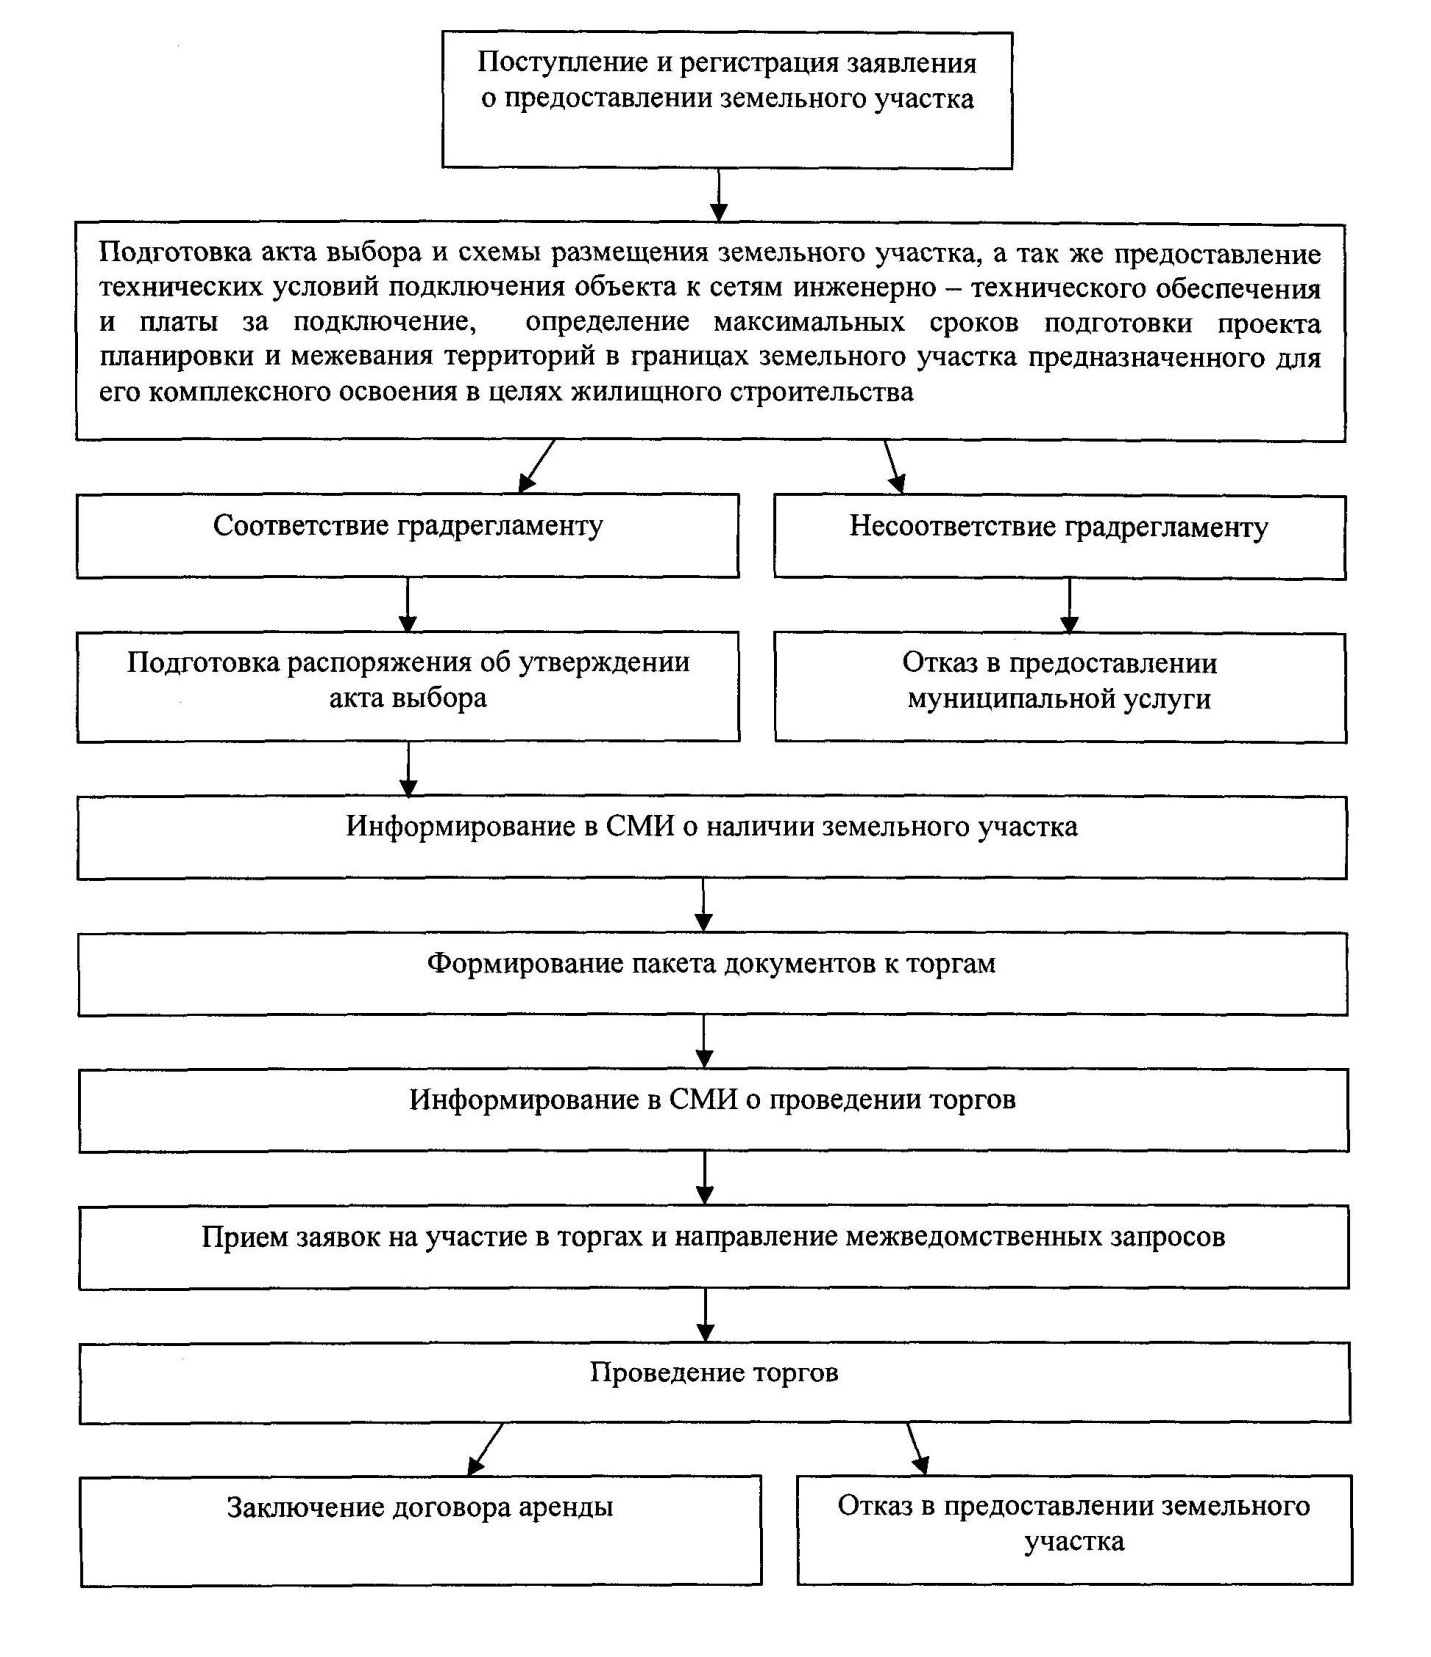 Поступление и регистрация заявления
о предоставлении земельного участка
Подготовка акта выбора и схемы размещения земельного участка, а так же предоставление
технических условий подключения объекта к сетям инженерно – технического обеспечения
и платы за подключение, определение максимальных сроков подготовки проекта
планировки и межевания территорий в границах земельного участка предназначенного для
его комплексного освоения в целях жилищного строительства
Соответствие градрегламенту
Несоответствие градрегламенту
Подготовка распоряжения об утверждении
акта выбора
Отказ в предоставлении
муниципальной услуги
Информирование в СМИ о наличии земельного участка
Формирование пакета документов к торгам
Информирование в СМИ о проведении торгов
Прием заявок на участие в торгах и направление межведомственных запросов
Проведение торгов
Заключение договора аренды
Отказ в предоставлении земельного
участка